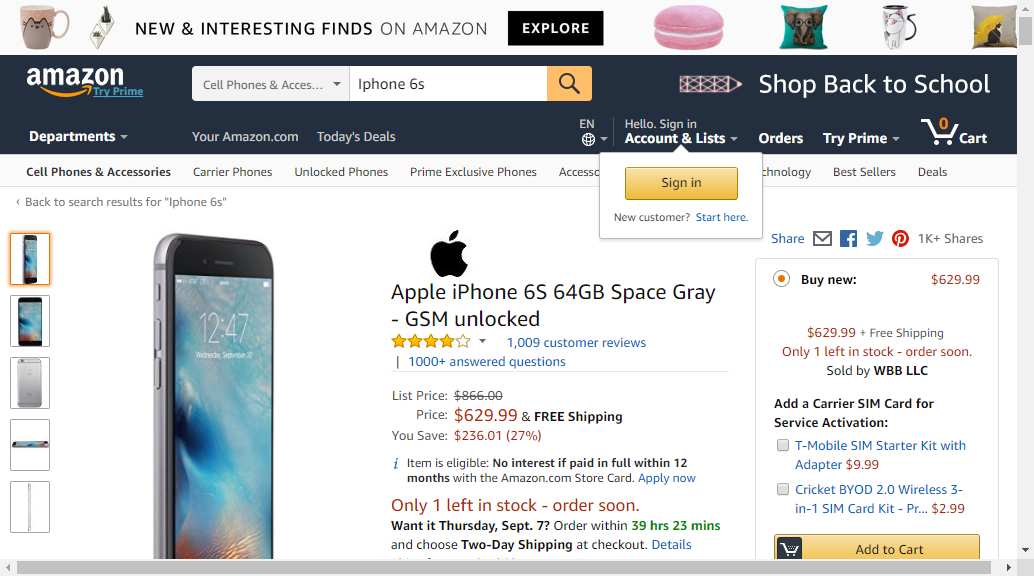 NEW & INTERESTING FINDS ON AMAZON EXPLORE
amazon
Try Prime
Cell Phones & Acces... Iphone 6s
Shop Back to School
Departments Your Amazon.com Today's Deals
EN
Hello. Sign in
Account & Lists Orders Try Prime 0 Cart
Cell Phones & Accessories Carrier Phones Unlocked Phones Prime Exclusive Phones Accesso chnology Best Sellers Deals
Sign in
New customer? Start here.
‹ Back to search results for "Iphone 6s"
Share 1K+ Shares
12:47
Wednesday, September
Apple iPhone 6S 64GB Space Gray
- GSM unlocked
1,009 customer reviews
| 1000+ answered questions
List Price: $866.00
Price: $629.99 & FREE Shipping
You Save: $236.01 (27%)
Item is eligible: No interest if paid in full within 12
months with the Amazon.com Store Card. Apply now
Only 1 left in stock - order soon.
Want it Thursday, Sept. 7? Order within 39 hrs 23 mins
and choose Two-Day Shipping at checkout. Details
Buy new: $629.99
$629.99 + Free Shipping
Only 1 left in stock - order soon.
Sold by WBB LLC
Add a Carrier SIM Card for
Service Activation:
T-Mobile SIM Starter Kit with
Adapter $9.99
Cricket BYOD 2.0 Wireless 3-
in-1 SIM Card Kit - Pr... $2.99
Add to Cart